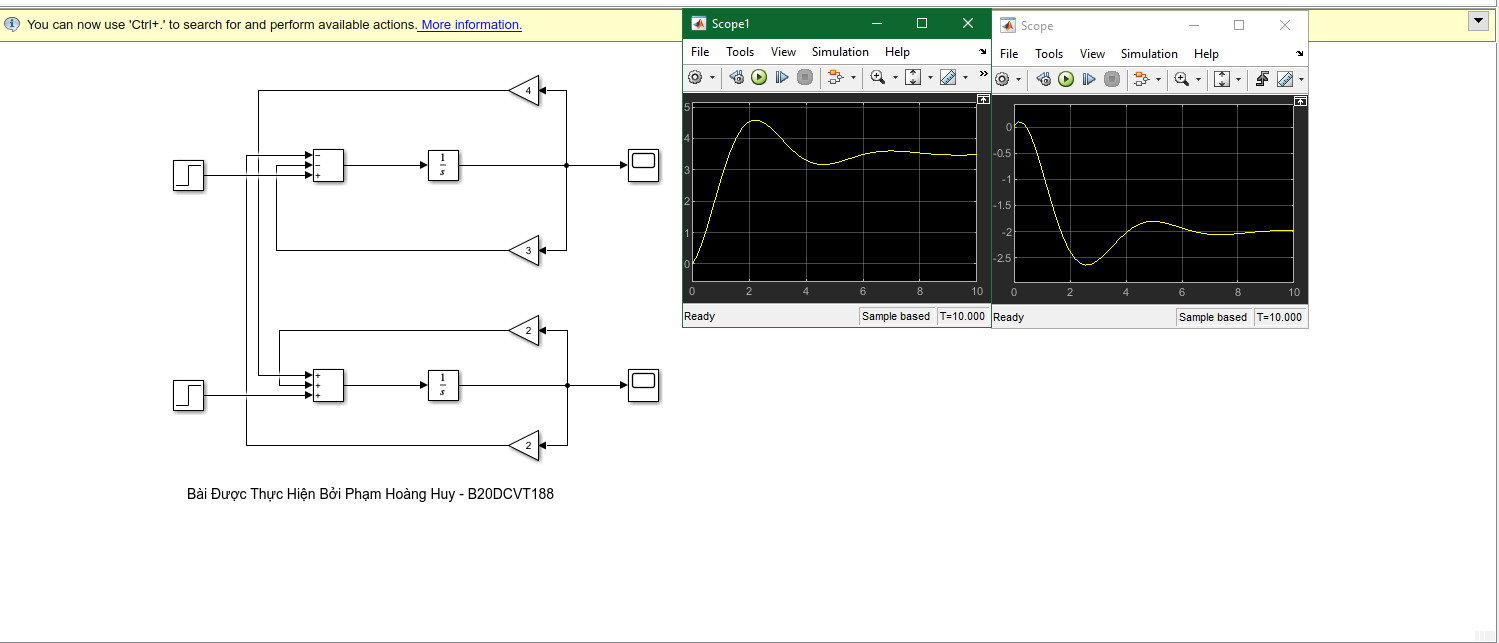 You can now use 'Ctrl+.' to search for and perform available actions. More information.
Scope1
File Tools View Simulation Help
5
4
3
2
1
0
0 2 4 6 8 10
Ready Sample based T=10.000
Scope
File Tools View Simulation Help
0
-0.5
-1
-1.5
-2
-2.5
0 2 4 6 8 10
Ready Sample based T=10.000
4
−
−
+
1
s
3
2
+
+
+
1
s
2
Bài Được Thực Hiện Bởi Phạm Hoàng Huy - B20DCVT188